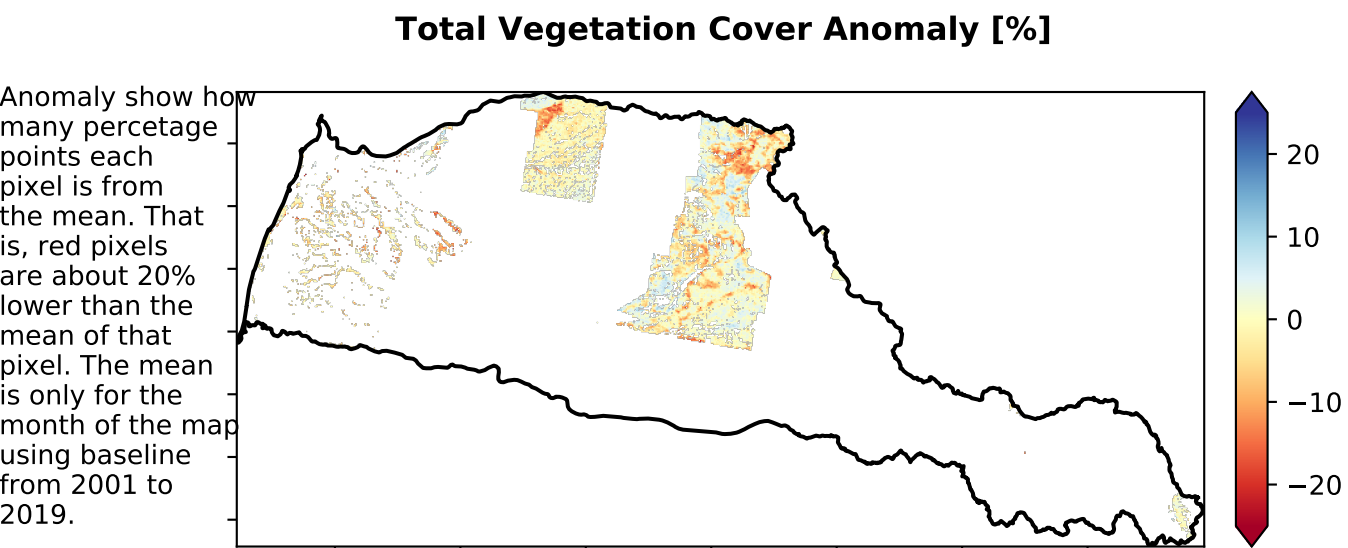 Total Vegetation Cover Anomaly [%]
Anomaly show how
many percetage
points each
pixel is from
the mean. That
is, red pixels
are about 20%
lower than the
mean of that
pixel. The mean
is only for the
month of the map
using baseline
from 2001 to
2019.
20
10
0
−10
−20